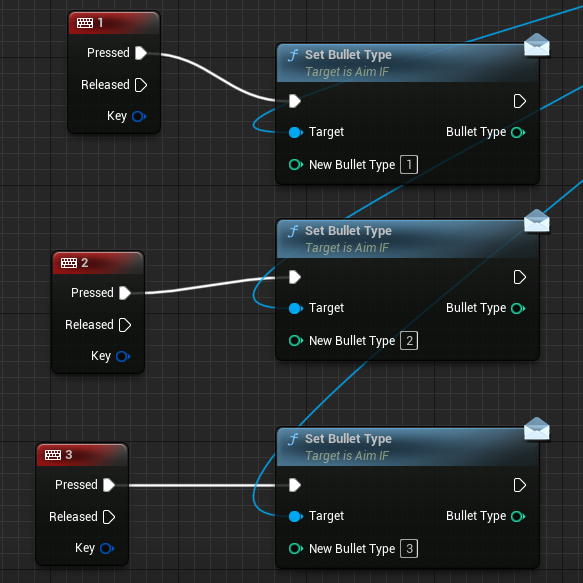 1
Pressed
Released
Key
Set Bullet Type
Target is Aim IF
Target
Bullet Type
New Bullet Type 1
2
Pressed
Released
Key
Set Bullet Type
Target is Aim IF
Target
Bullet Type
New Bullet Type 2
3
Pressed
Released
Key
Set Bullet Type
Target is Aim IF
Target
Bullet Type
New Bullet Type 3